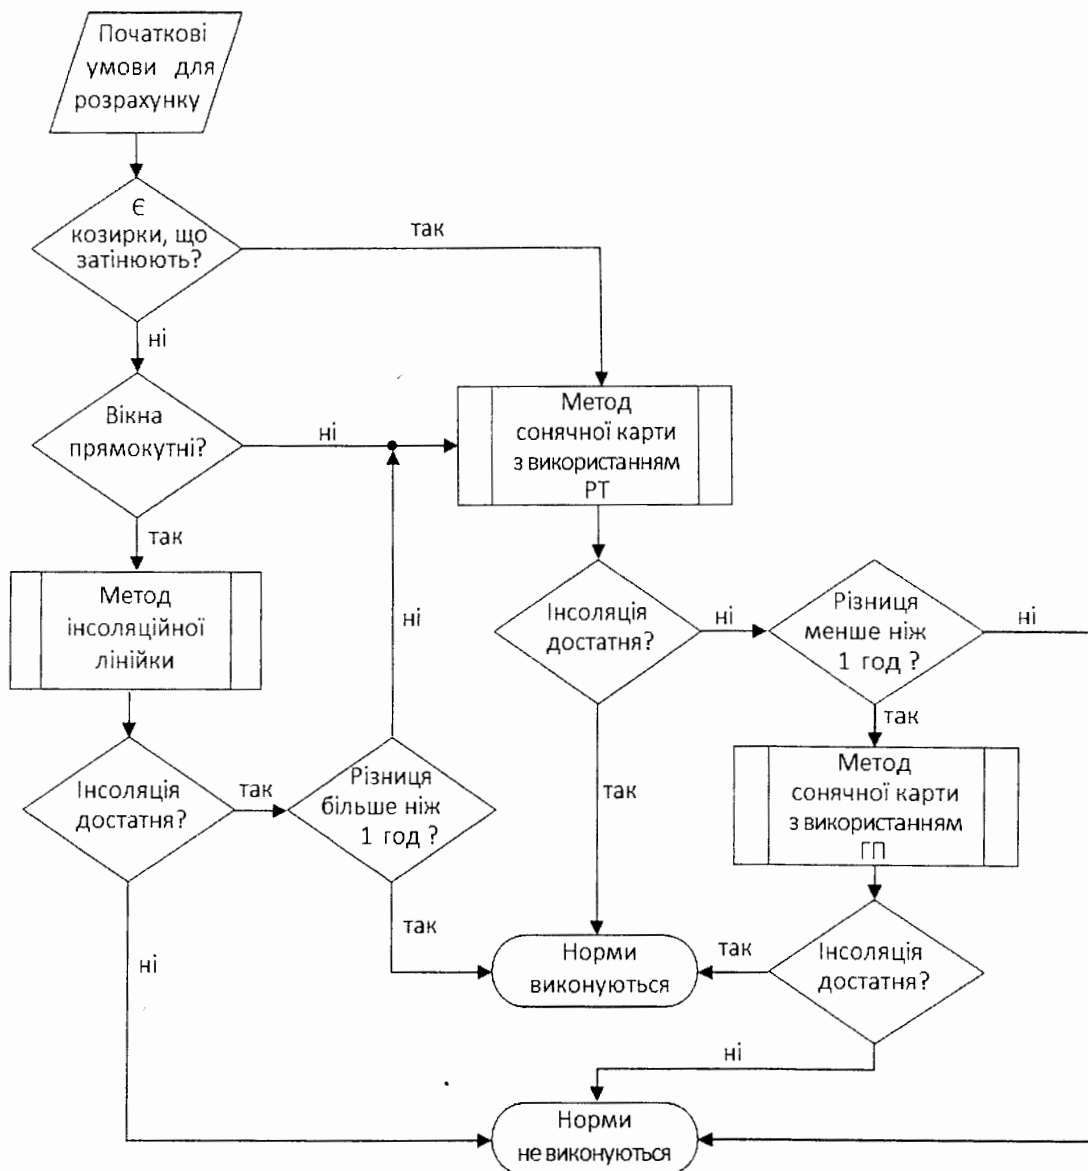 Початкові
умови для
розрахунку
Є
козирки, що
затінюють?
так
ні
Вікна
прямокутні?
ні
так
Метод
сонячної карти
з використанням
РТ
Метод
інсоляційної
лінійки
ні
Інсоляція
достатня?
ні
Різниця
менше ніж
1 год ?
ні
так
так
Інсоляція
достатня?
так
Різниця
більше ніж
1 год ?
Метод
сонячної карти
з використанням
ГП
так
ні
Норми
виконуються
так
Інсоляція
достатня?
ні
Норми
не виконуються